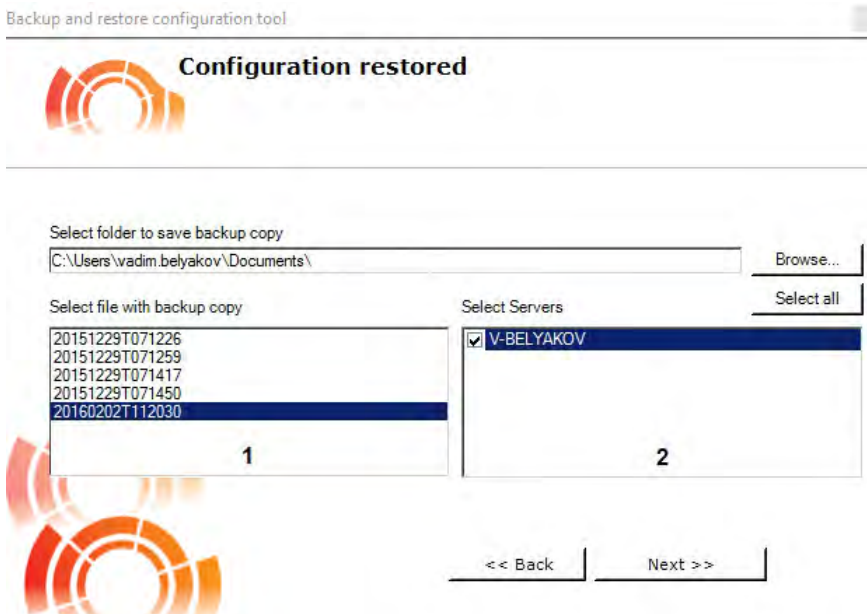 Backup and restore configuration tool
Configuration restored
Select folder to save backup copy
C:\Users\vadim.belyakov\Documents\
Browse...
Select file with backup copy
Select Servers
Select all
20151229T071226
20151229T071259
20151229T071417
20151229T071450
20160202T112030
V-BELYAKOV
1
2
<< Back
Next >>